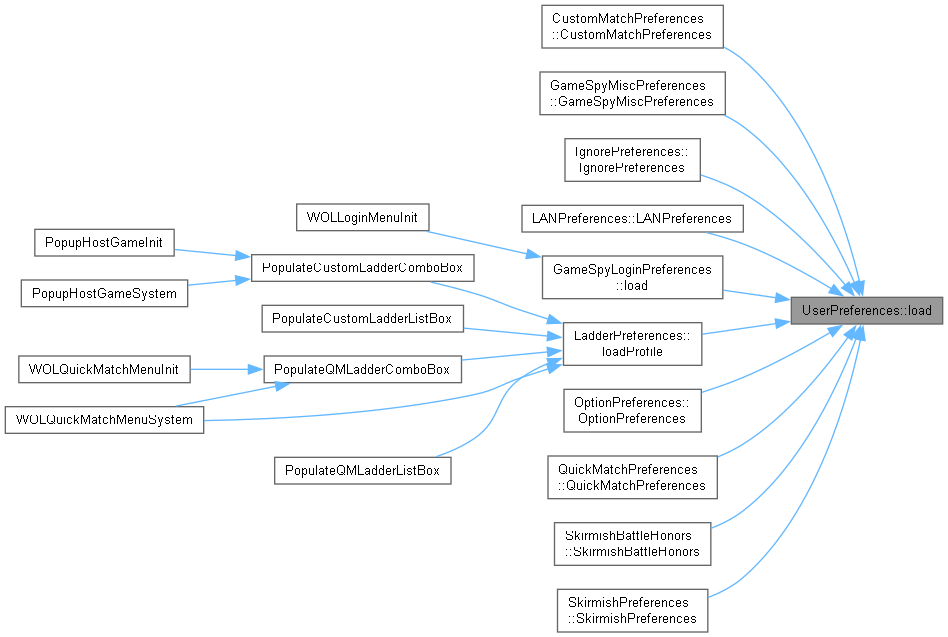 CustomMatchPreferences
::CustomMatchPreferences
GameSpyMiscPreferences
::GameSpyMiscPreferences
IgnorePreferences::
IgnorePreferences
LANPreferences::LANPreferences
WOLLoginMenuInit
PopupHostGameInit
PopulateCustomLadderComboBox
GameSpyLoginPreferences
::load
PopupHostGameSystem
UserPreferences::load
PopulateCustomLadderListBox
LadderPreferences::
loadProfile
WOLQuickMatchMenuInit
PopulateQMLadderComboBox
OptionPreferences::
OptionPreferences
WOLQuickMatchMenuSystem
PopulateQMLadderListBox
QuickMatchPreferences
::QuickMatchPreferences
SkirmishBattleHonors
::SkirmishBattleHonors
SkirmishPreferences
::SkirmishPreferences